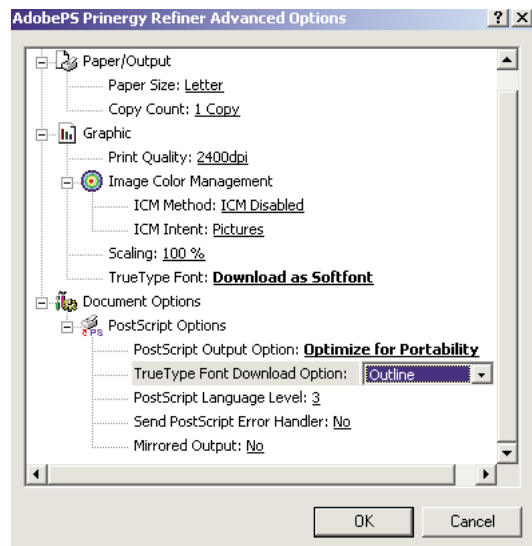 AdobePS Prinergy Refiner Advanced Options
Paper/Output
Paper Size: Letter
Copy Count: 1 Copy
Graphic
Print Quality: 2400dpi
Image Color Management
ICM Method: ICM Disabled
ICM Intent: Pictures
Scaling: 100 %
TrueType Font: Download as Softfont
Document Options
PostScript Options
PostScript Output Option: Optimize for Portability
TrueType Font Download Option: Outline
PostScript Language Level: 3
Send PostScript Error Handler: No
Mirrored Output: No
OK Cancel